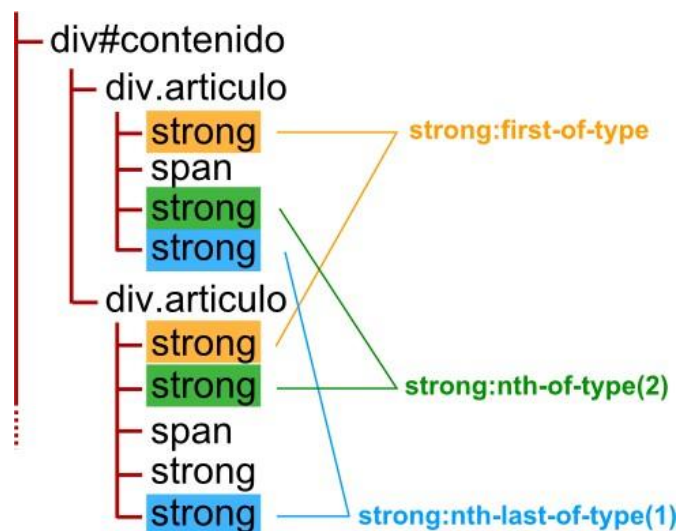 div#contenido
div.articulo
strong
strong:first-of-type
span
strong
strong
div.articulo
strong
strong
strong:nth-of-type(2)
span
strong
strong
strong:nth-last-of-type(1)